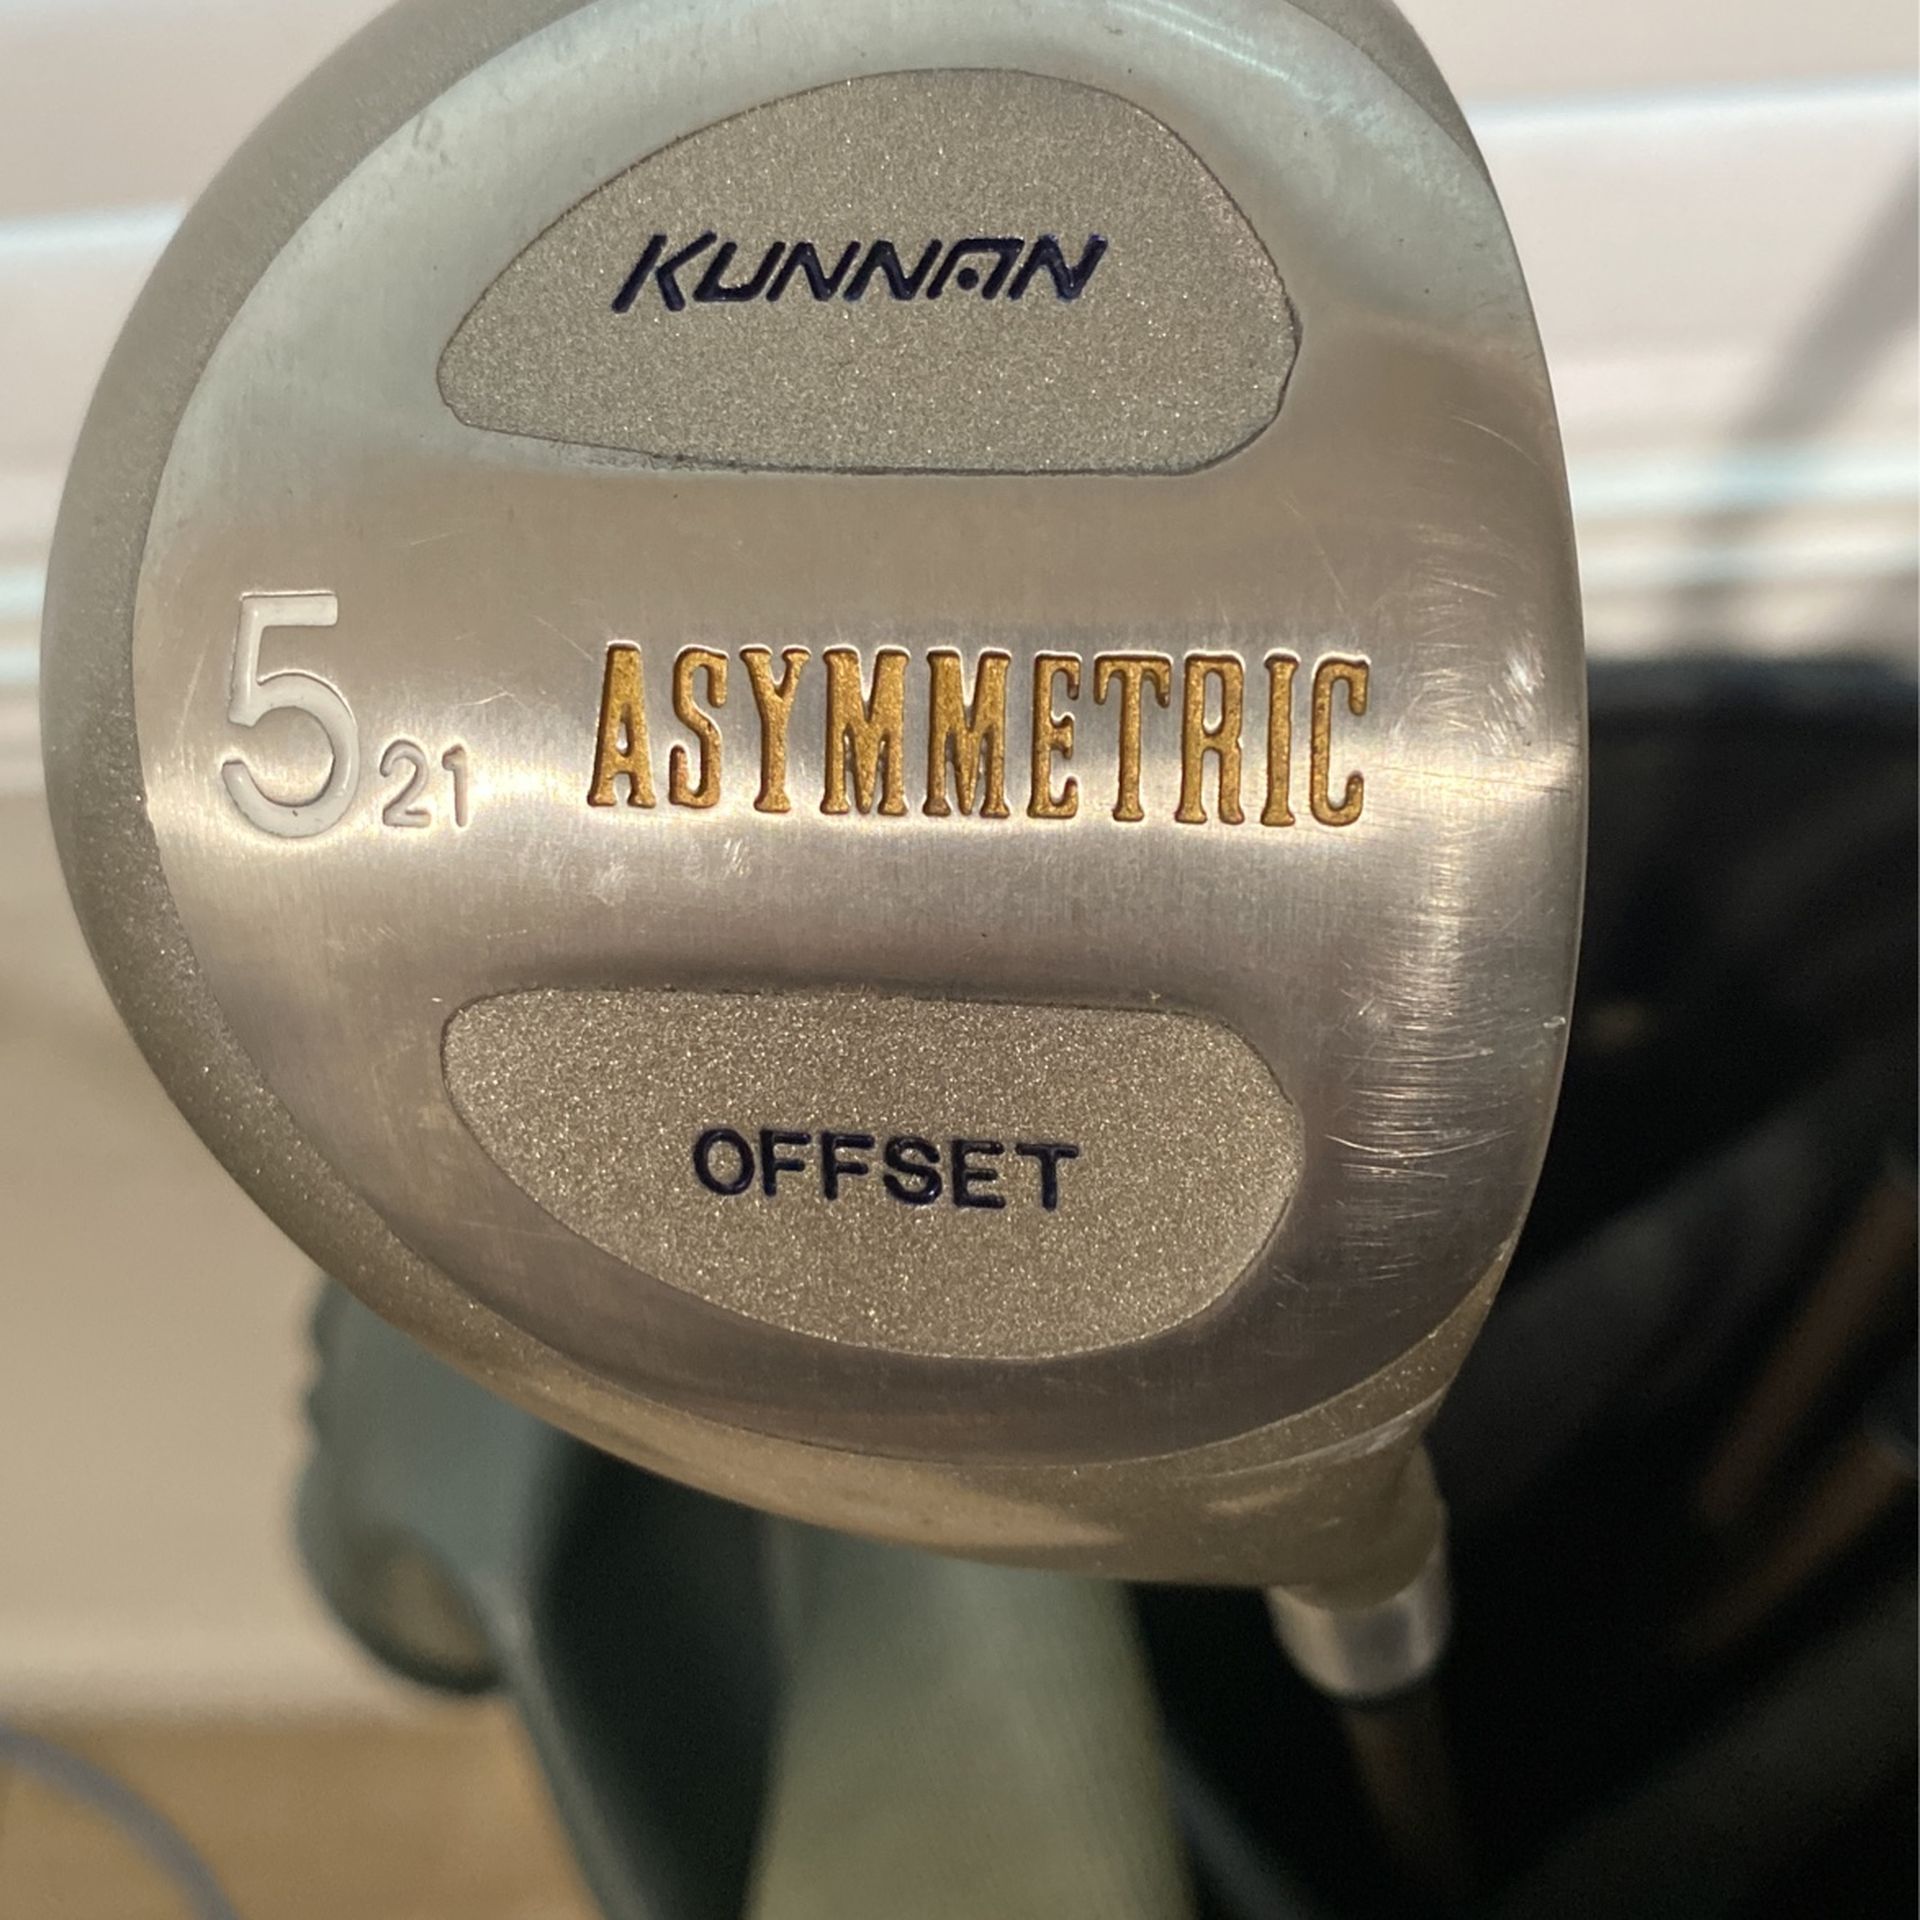 KUNNAN
5 21 ASYMMETRIC
OFFSET